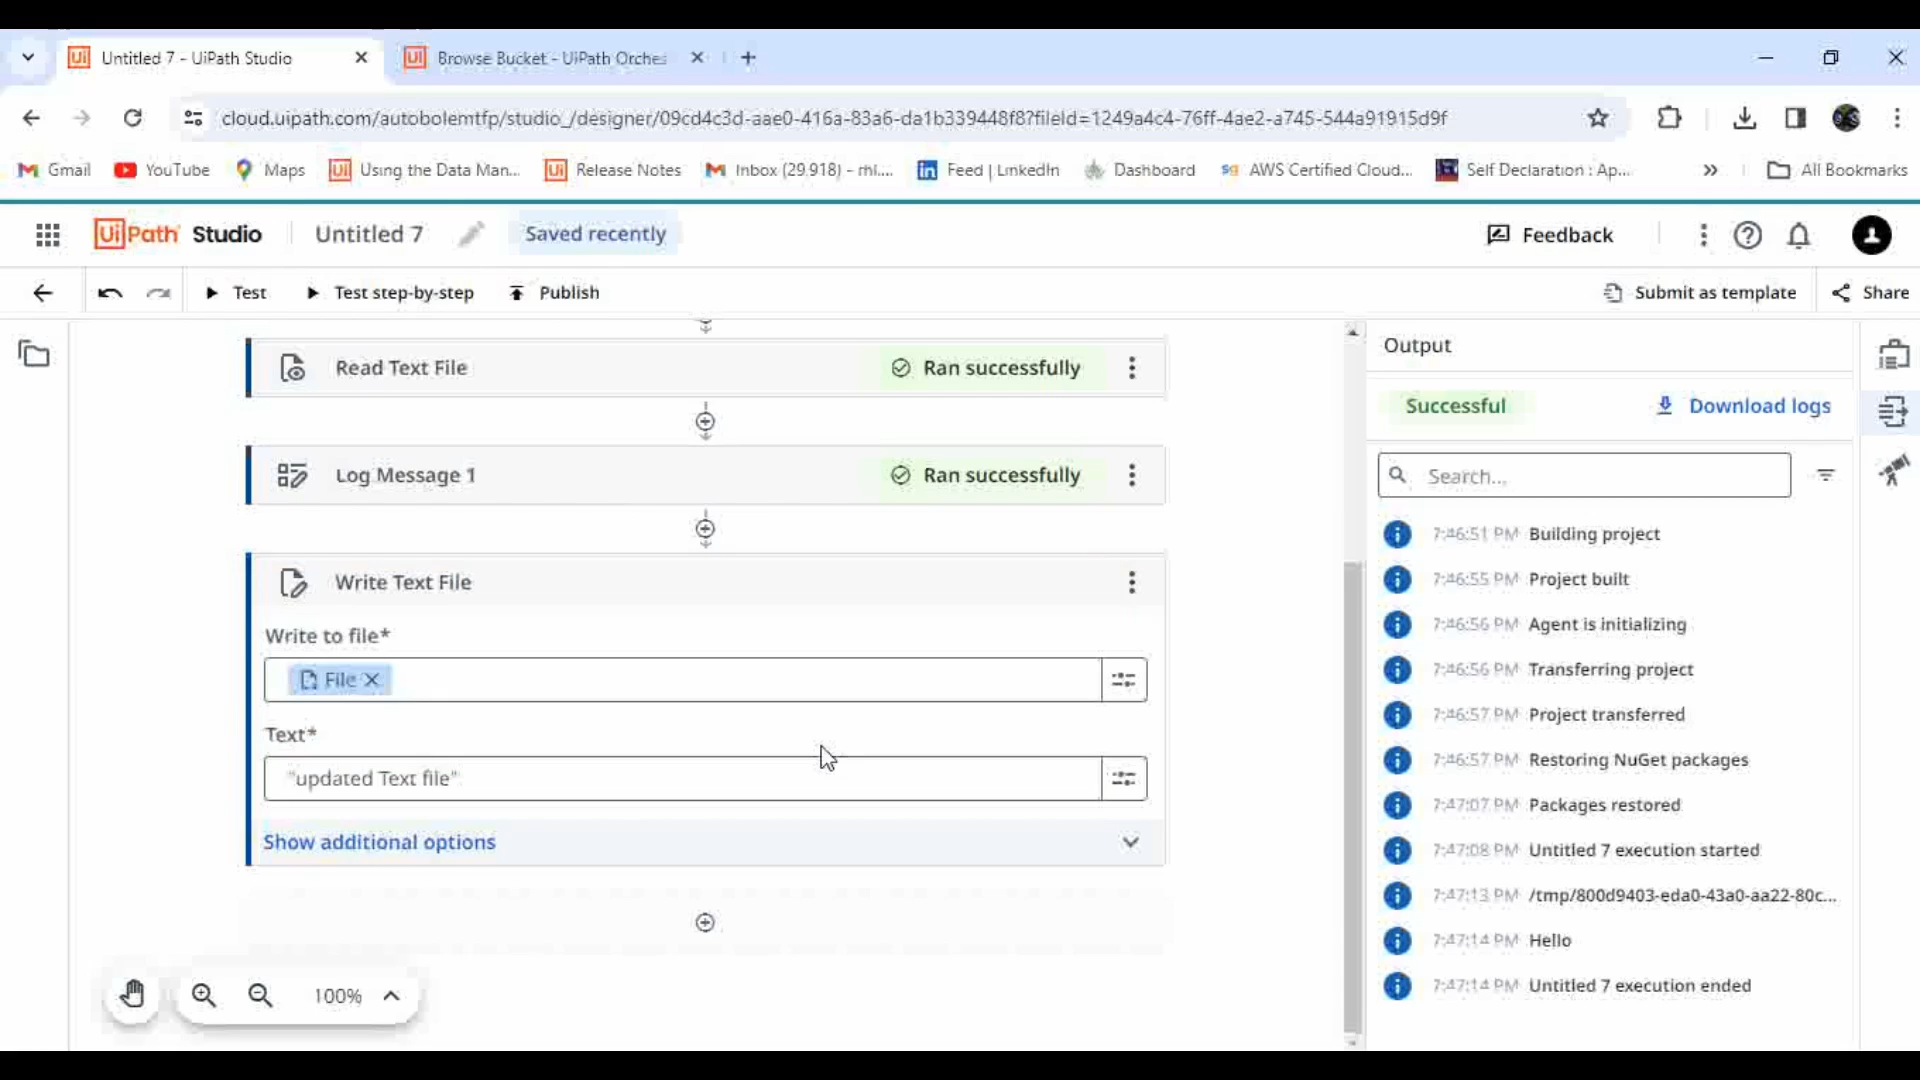 Untitled 7 - UiPath Studio
Browse Bucket - UiPath Orches
cloud.uipath.com/autobolemtfp/studio_/designer/09cd4c3d-aae0-416a-83a6-da1b339448f8?fileId=1249a4c4-76ff-4ae2-a745-544a91915d9f
Gmail
YouTube
Maps
Using the Data Man...
Release Notes
Inbox (29,918) - rhi....
Feed | LinkedIn
Dashboard
AWS Certified Cloud...
Self Declaration : Ap...
All Bookmarks
UiPath Studio
Untitled 7
Saved recently
Feedback
Test
Test step-by-step
Publish
Submit as template
Share
Read Text File
Ran successfully
Log Message 1
Ran successfully
Write Text File
Write to file*
File
Text*
"updated Text file"
Show additional options
100%
Output
Successful
Download logs
Search...
7:46:51 PM Building project
7:46:55 PM Project built
7:46:56 PM Agent is initializing
7:46:56 PM Transferring project
7:46:57 PM Project transferred
7:46:57 PM Restoring NuGet packages
7:47:07 PM Packages restored
7:47:08 PM Untitled 7 execution started
7:47:13 PM /tmp/800d9403-eda0-43a0-aa22-80c...
7:47:14 PM Hello
7:47:14 PM Untitled 7 execution ended